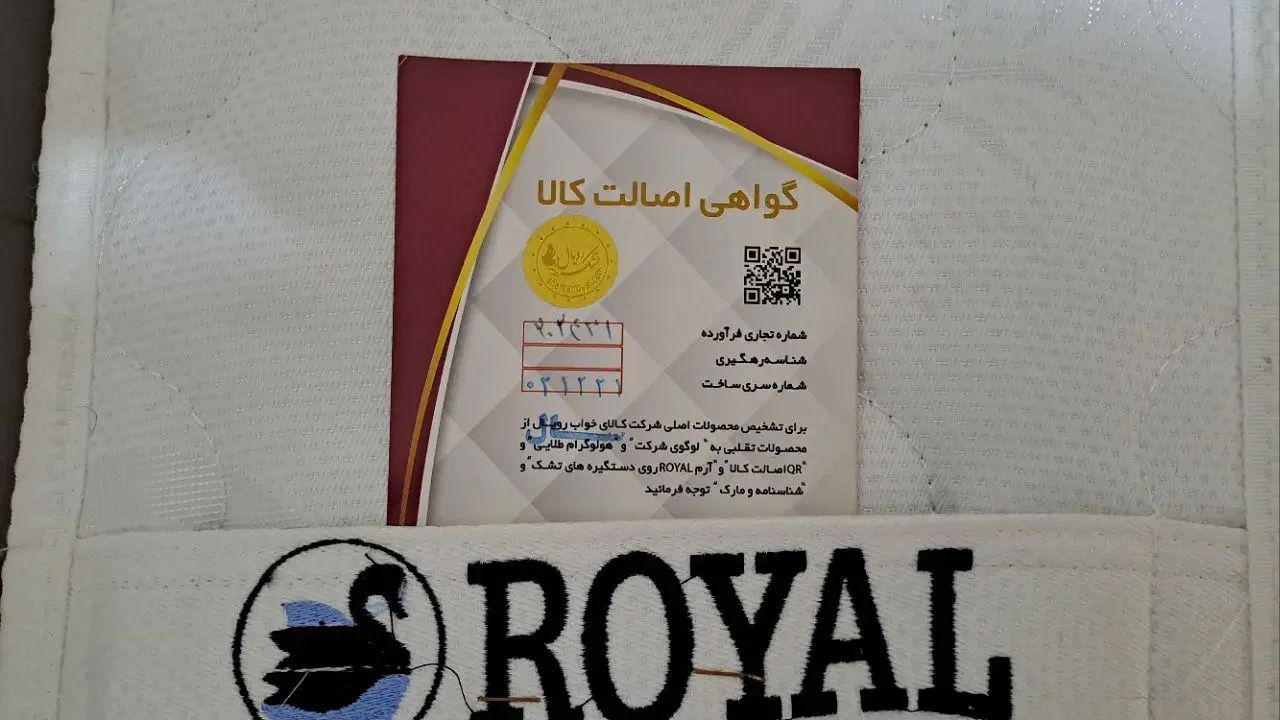 گواهی اصالت کالا
تشک رویال
شماره تجاری فرآورده
شناسه رهگیری
شماره سری ساخت
۰۲۱۲۲۱
برای تشخیص محصولات اصلی شرکت کالای خواب رویال از
محصولات تقلبی به "لوگوی شرکت" و "هولوگرام طلایی" و
"QR اصالت کالا" و "آرم ROYAL روی دستگیره های تشک" و
"شناسنامه و مارک" توجه فرمائید
ROYAL